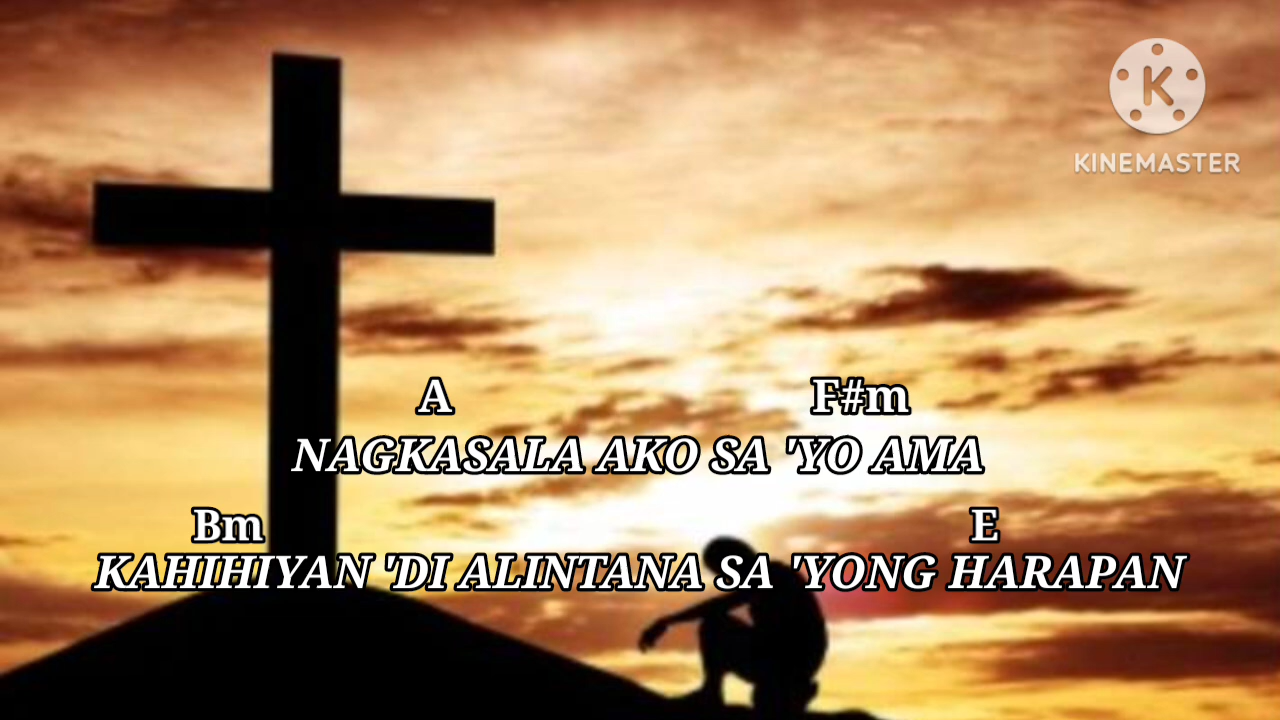 K
KINEMASTER
A F#m
NAGKASALA AKO SA 'YO AMA
Bm E
KAHIHIYAN 'DI ALINTANA SA 'YONG HARAPAN